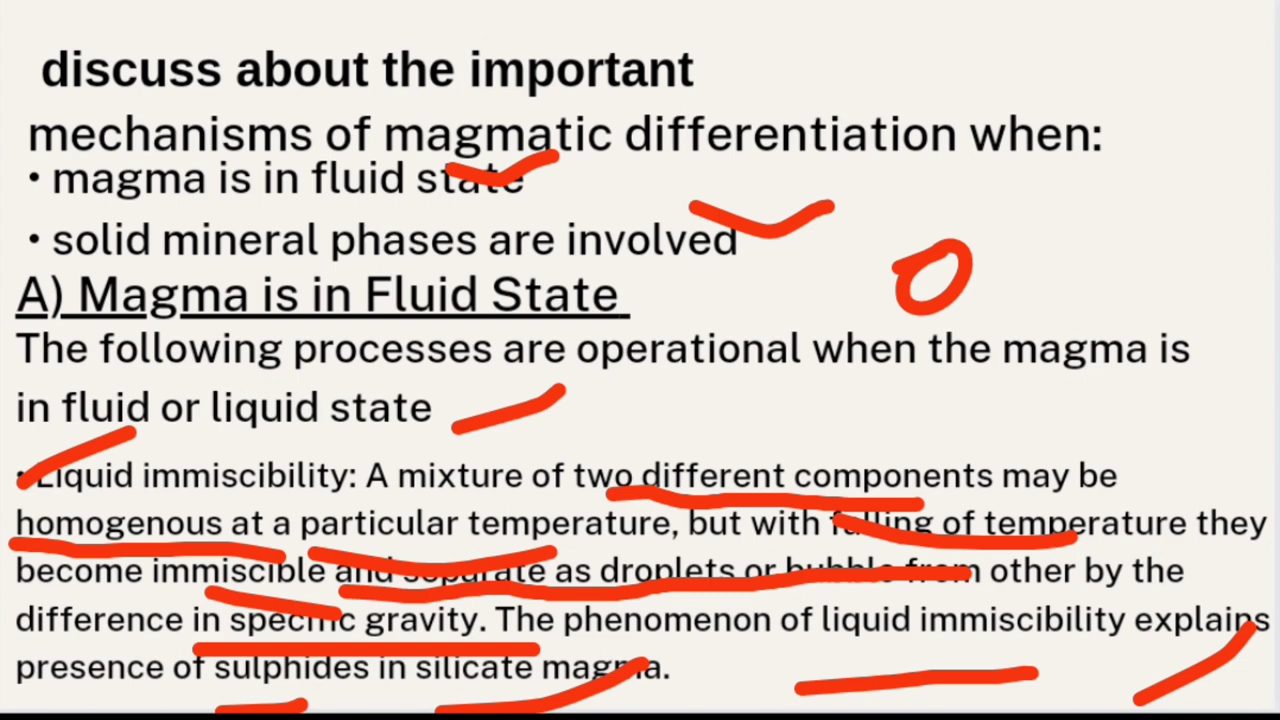 discuss about the important
mechanisms of magmatic differentiation when:
• magma is in fluid state
• solid mineral phases are involved
A) Magma is in Fluid State
The following processes are operational when the magma is
in fluid or liquid state
• Liquid immiscibility: A mixture of two different components may be
homogenous at a particular temperature, but with falling of temperature they
become immiscible and separate as droplets or bubble from other by the
difference in specific gravity. The phenomenon of liquid immiscibility explains
presence of sulphides in silicate magma.